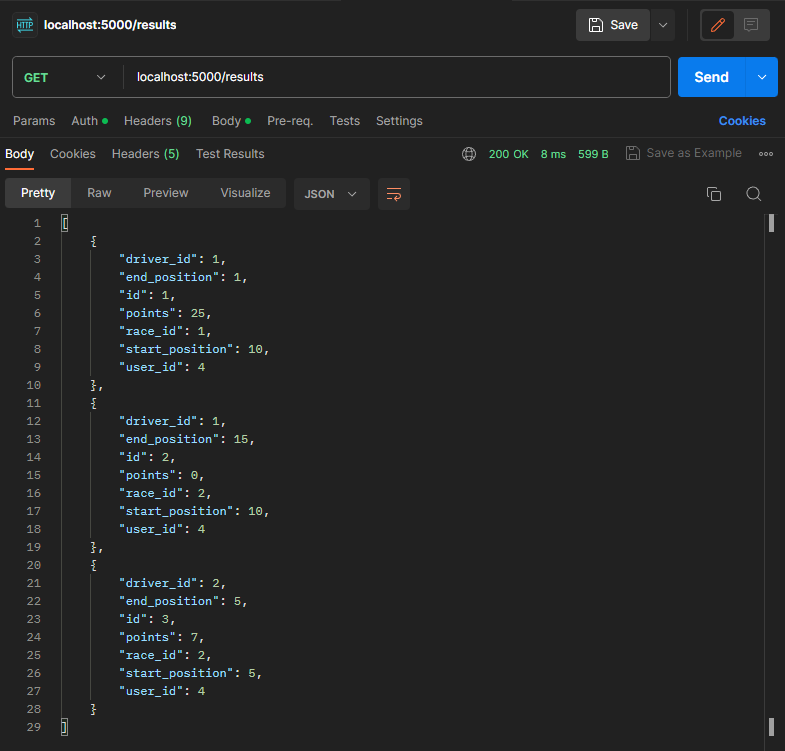 HTTP localhost:5000/results Save
GET localhost:5000/results Send
Params Auth Headers (9) Body Pre-req. Tests Settings Cookies
Body Cookies Headers (5) Test Results 200 OK 8 ms 599 B Save as Example
Pretty Raw Preview Visualize JSON
1 [
2 {
3 "driver_id": 1,
4 "end_position": 1,
5 "id": 1,
6 "points": 25,
7 "race_id": 1,
8 "start_position": 10,
9 "user_id": 4
10 },
11 {
12 "driver_id": 1,
13 "end_position": 15,
14 "id": 2,
15 "points": 0,
16 "race_id": 2,
17 "start_position": 10,
18 "user_id": 4
19 },
20 {
21 "driver_id": 2,
22 "end_position": 5,
23 "id": 3,
24 "points": 7,
25 "race_id": 2,
26 "start_position": 5,
27 "user_id": 4
28 }
29 ]